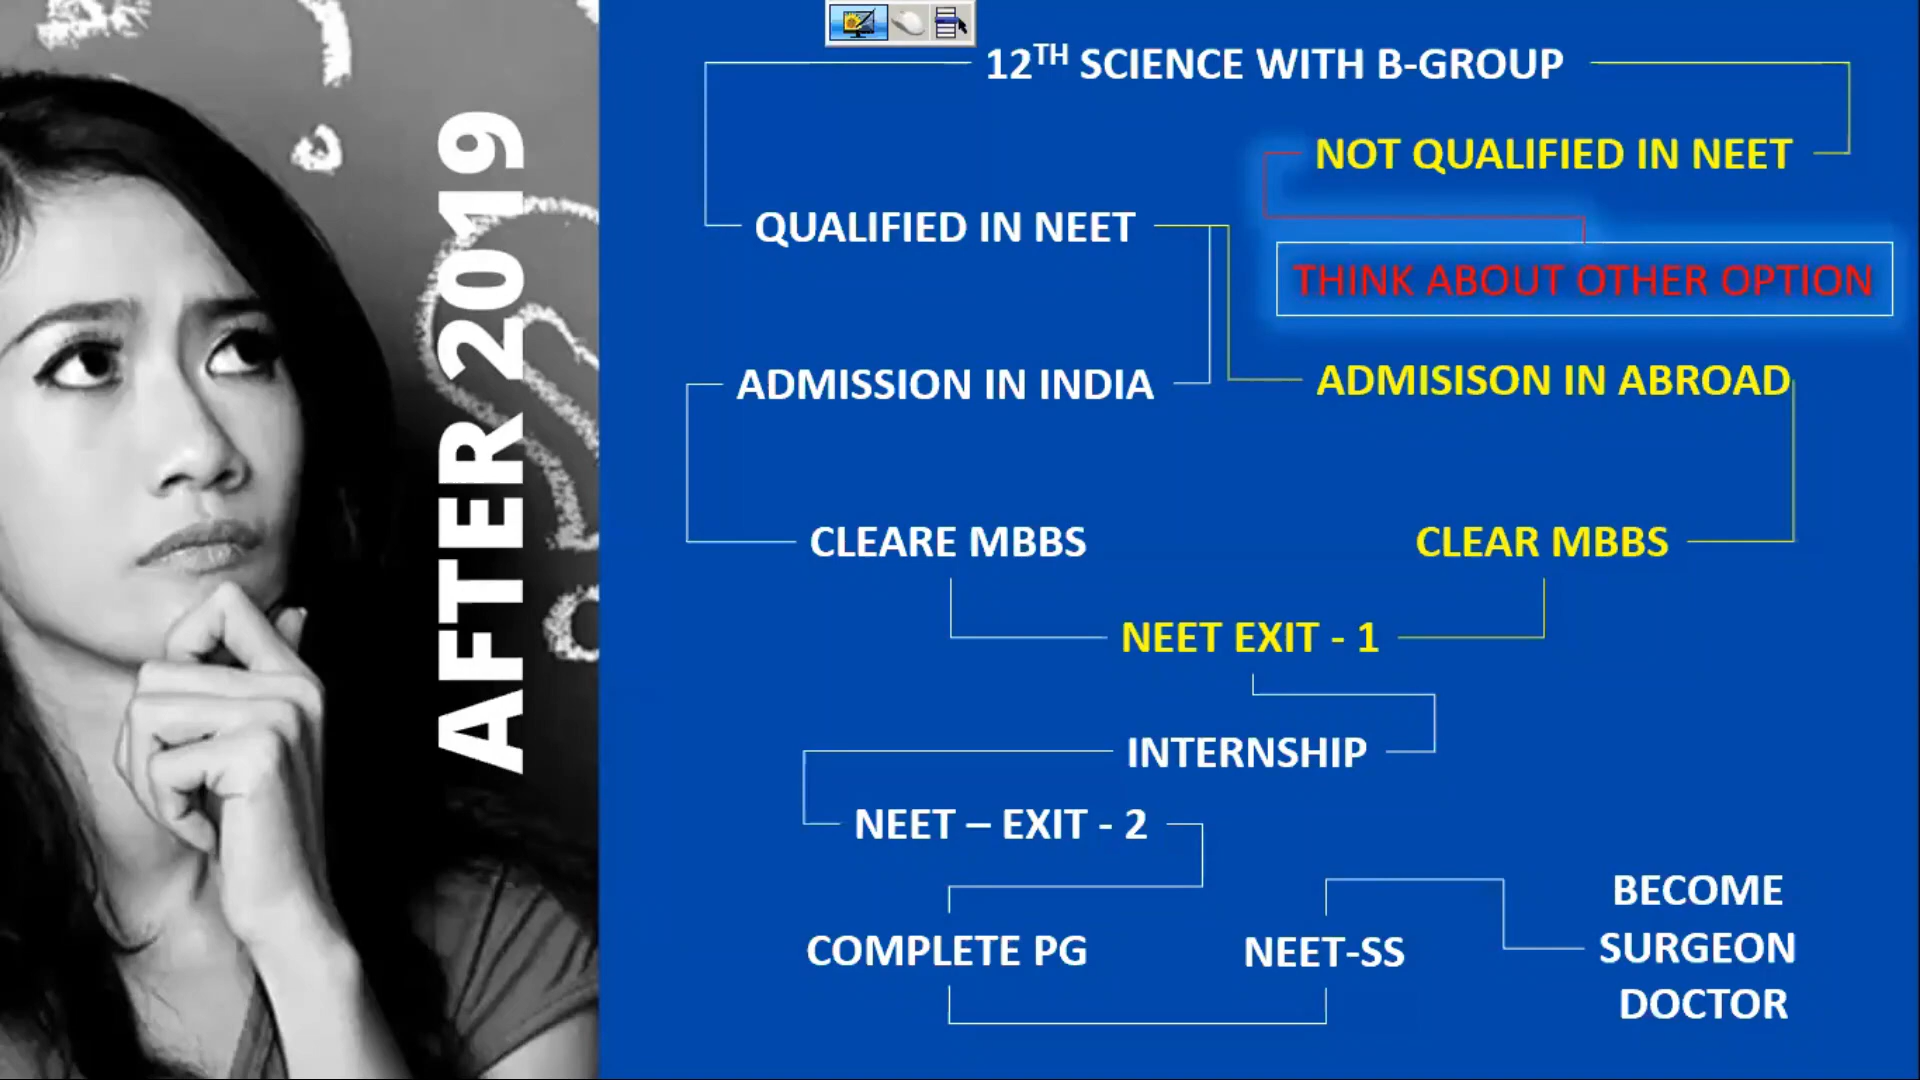 AFTER 2019
12TH SCIENCE WITH B-GROUP
NOT QUALIFIED IN NEET
QUALIFIED IN NEET
THINK ABOUT OTHER OPTION
ADMISSION IN INDIA
ADMISISON IN ABROAD
CLEARE MBBS
CLEAR MBBS
NEET EXIT - 1
INTERNSHIP
NEET – EXIT - 2
COMPLETE PG
NEET-SS
BECOME
SURGEON
DOCTOR